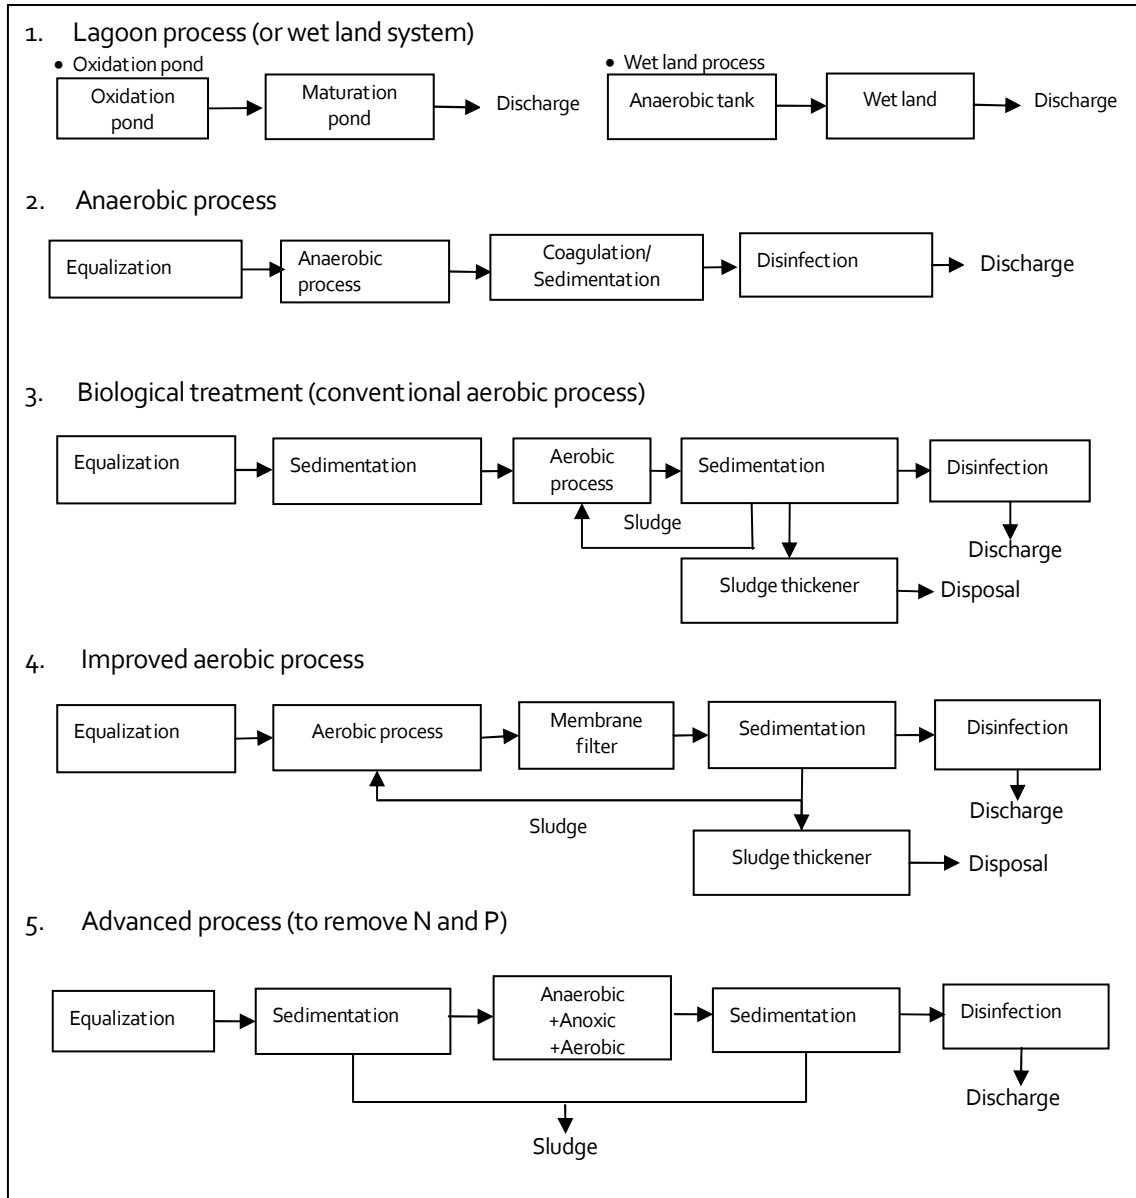 1. Lagoon process (or wet land system)
• Oxidation pond
• Wet land process
Oxidation
pond
Maturation
pond
Discharge
Anaerobic tank
Wet land
Discharge
2. Anaerobic process
Equalization
Anaerobic
process
Coagulation/
Sedimentation
Disinfection
Discharge
3. Biological treatment (conventional aerobic process)
Equalization
Sedimentation
Aerobic
process
Sedimentation
Disinfection
Sludge
Discharge
Sludge thickener
Disposal
4. Improved aerobic process
Equalization
Aerobic process
Membrane
filter
Sedimentation
Disinfection
Discharge
Sludge
Sludge thickener
Disposal
5. Advanced process (to remove N and P)
Equalization
Sedimentation
Anaerobic
+Anoxic
+Aerobic
Sedimentation
Disinfection
Discharge
Sludge